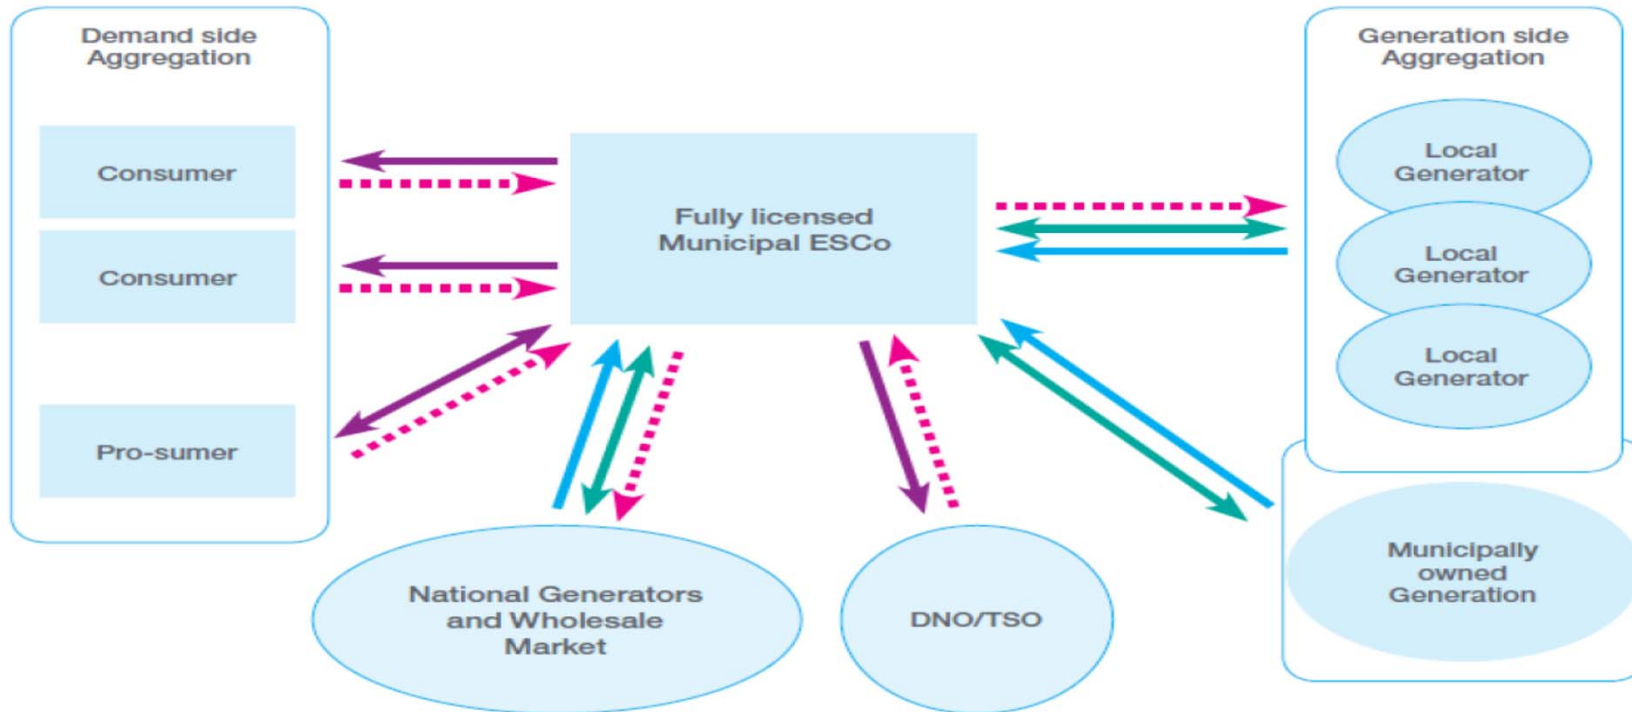 Demand side
Aggregation
Consumer
Consumer
Pro-sumer
Fully licensed
Municipal ESCo
National Generators
and Wholesale
Market
DNO/TSO
Generation side
Aggregation
Local
Generator
Local
Generator
Local
Generator
Municipally
owned
Generation